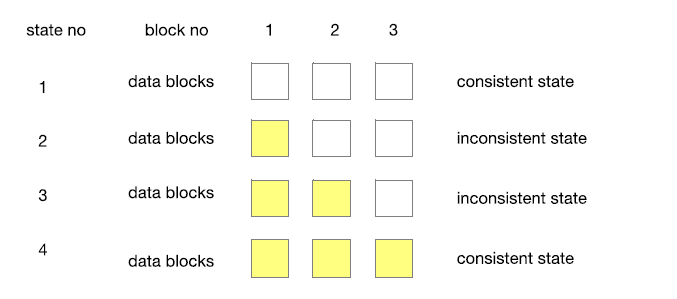 state no block no 1 2 3
1 data blocks consistent state
2 data blocks inconsistent state
3 data blocks inconsistent state
4 data blocks consistent state